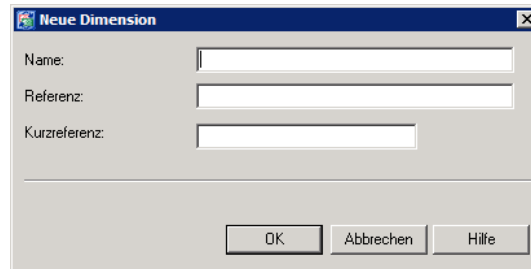 Neue Dimension
Name:
Referenz:
Kurzreferenz:
OK Abbrechen Hilfe